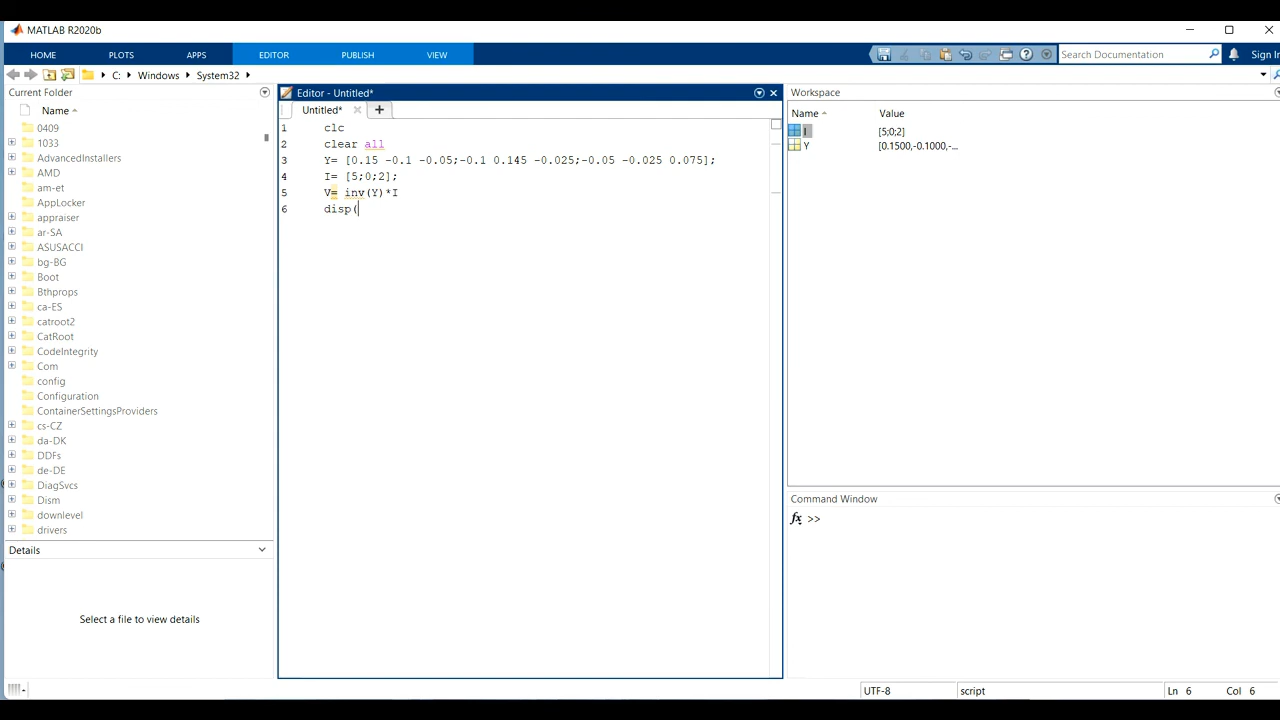 MATLAB R2020b
HOME PLOTS APPS EDITOR PUBLISH VIEW Search Documentation Sign In
C: Windows System32
Current Folder
Name
0409
1033
AdvancedInstallers
AMD
am-et
AppLocker
appraiser
ar-SA
ASUSACCI
bg-BG
Boot
Bthprops
ca-ES
catroot2
CatRoot
CodeIntegrity
Com
config
Configuration
ContainerSettingsProviders
cs-CZ
da-DK
DDFs
de-DE
DiagSvcs
Dism
downlevel
drivers
Details
Select a file to view details
Editor - Untitled*
Untitled*
1 clc
2 clear all
3 Y= [0.15 -0.1 -0.05;-0.1 0.145 -0.025;-0.05 -0.025 0.075];
4 I= [5;0;2];
5 V= inv(Y)*I
6 disp(
Workspace
Name Value
I [5;0;2]
Y [0.1500,-0.1000,-...
Command Window
fx >>
UTF-8 script Ln 6 Col 6